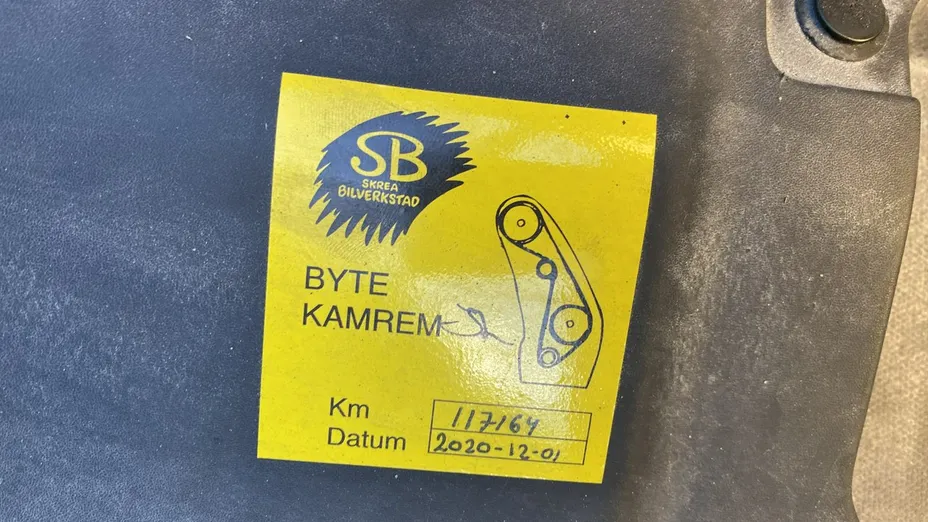 SB
SKREA
BILVERKSTAD
BYTE
KAMREM
Km 117164
Datum 2020-12-01